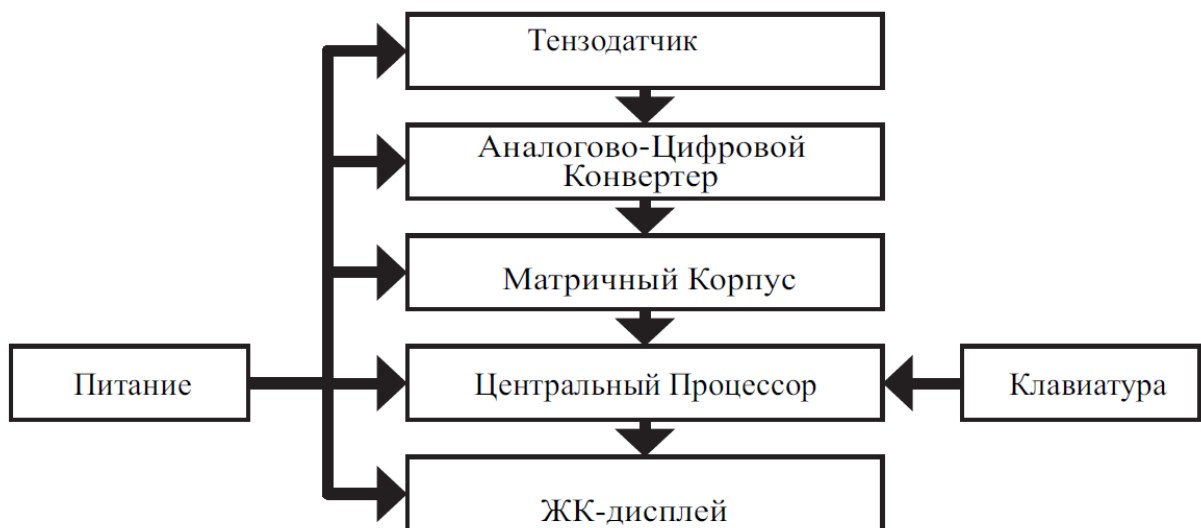 Тензодатчик
Аналогово-Цифровой
Конвертер
Матричный Корпус
Питание
Центральный Процессор
Клавиатура
ЖК-дисплей